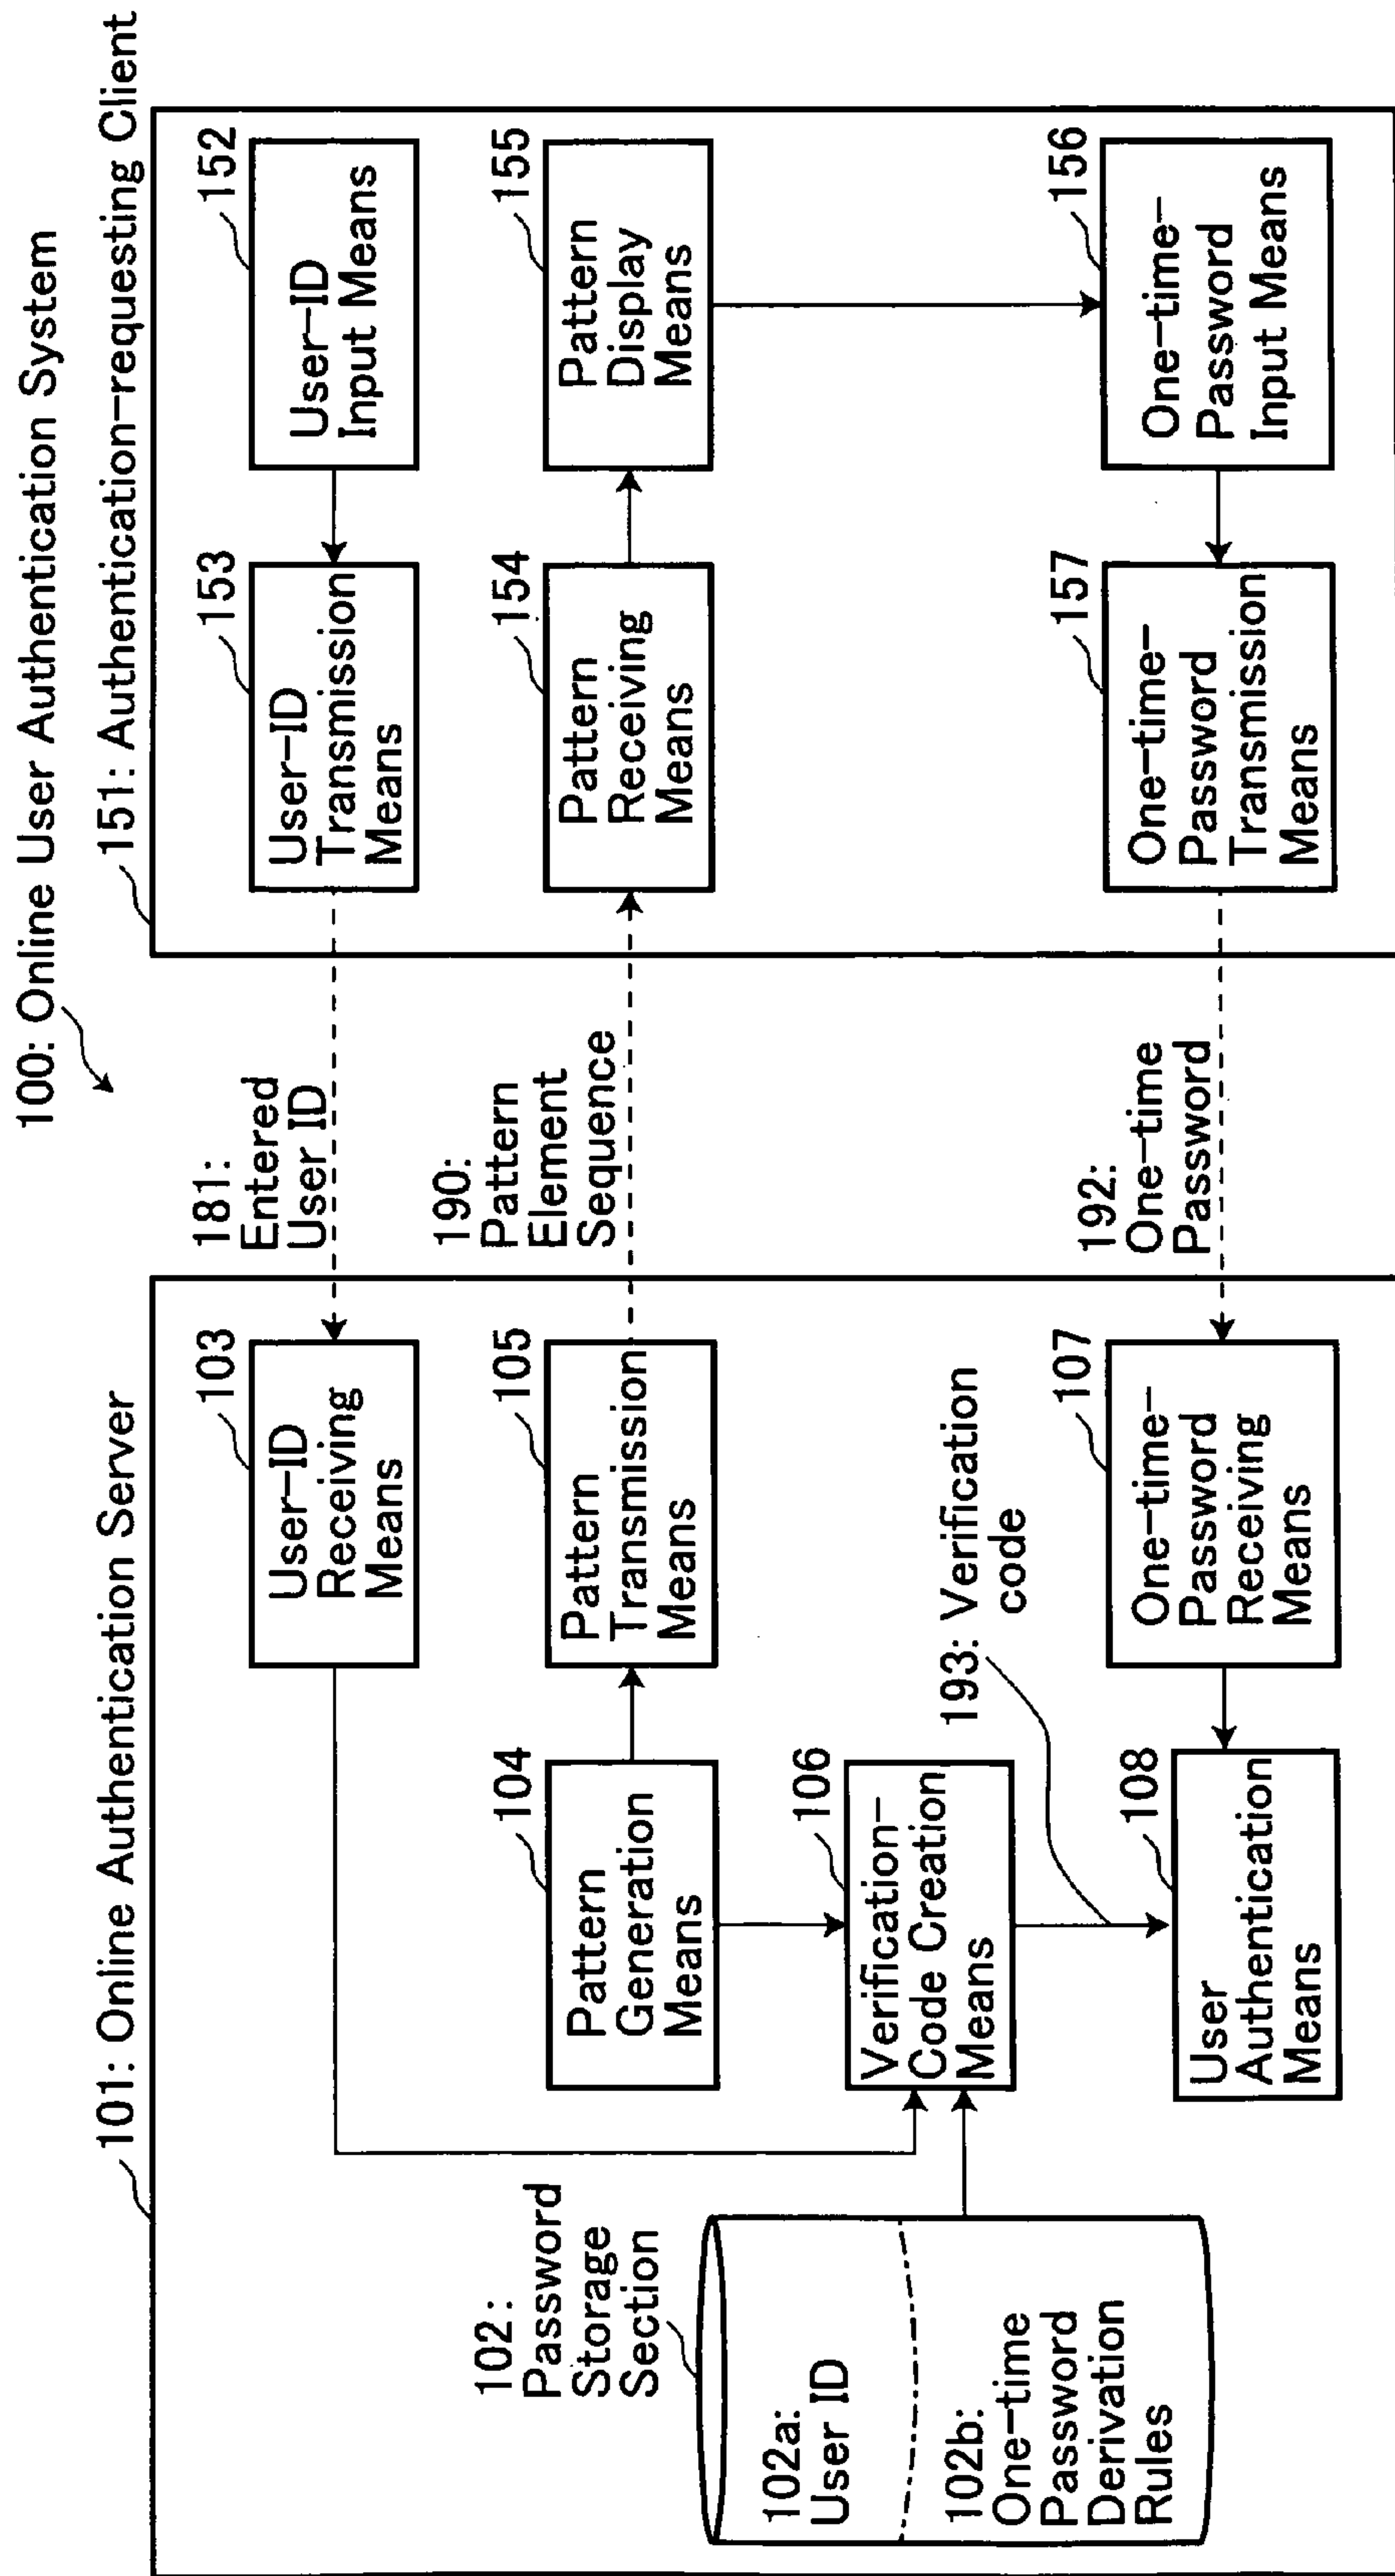 100: Online User Authentication System
101: Online Authentication Server
151: Authentication-requesting Client
103
User-ID
Receiving
Means
181:
Entered
User ID
153
User-ID
Transmission
Means
152
User-ID
Input Means
104
Pattern
Generation
Means
105
Pattern
Transmission
Means
190:
Pattern
Element
Sequence
154
Pattern
Receiving
Means
155
Pattern
Display
Means
102:
Password
Storage
Section
102a:
User ID
102b:
One-time
Password
Derivation
Rules
106
Verification-
Code Creation
Means
193: Verification
code
108
User
Authentication
Means
107
One-time-
Password
Receiving
Means
192:
One-time
Password
157
One-time-
Password
Transmission
Means
156
One-time-
Password
Input Means